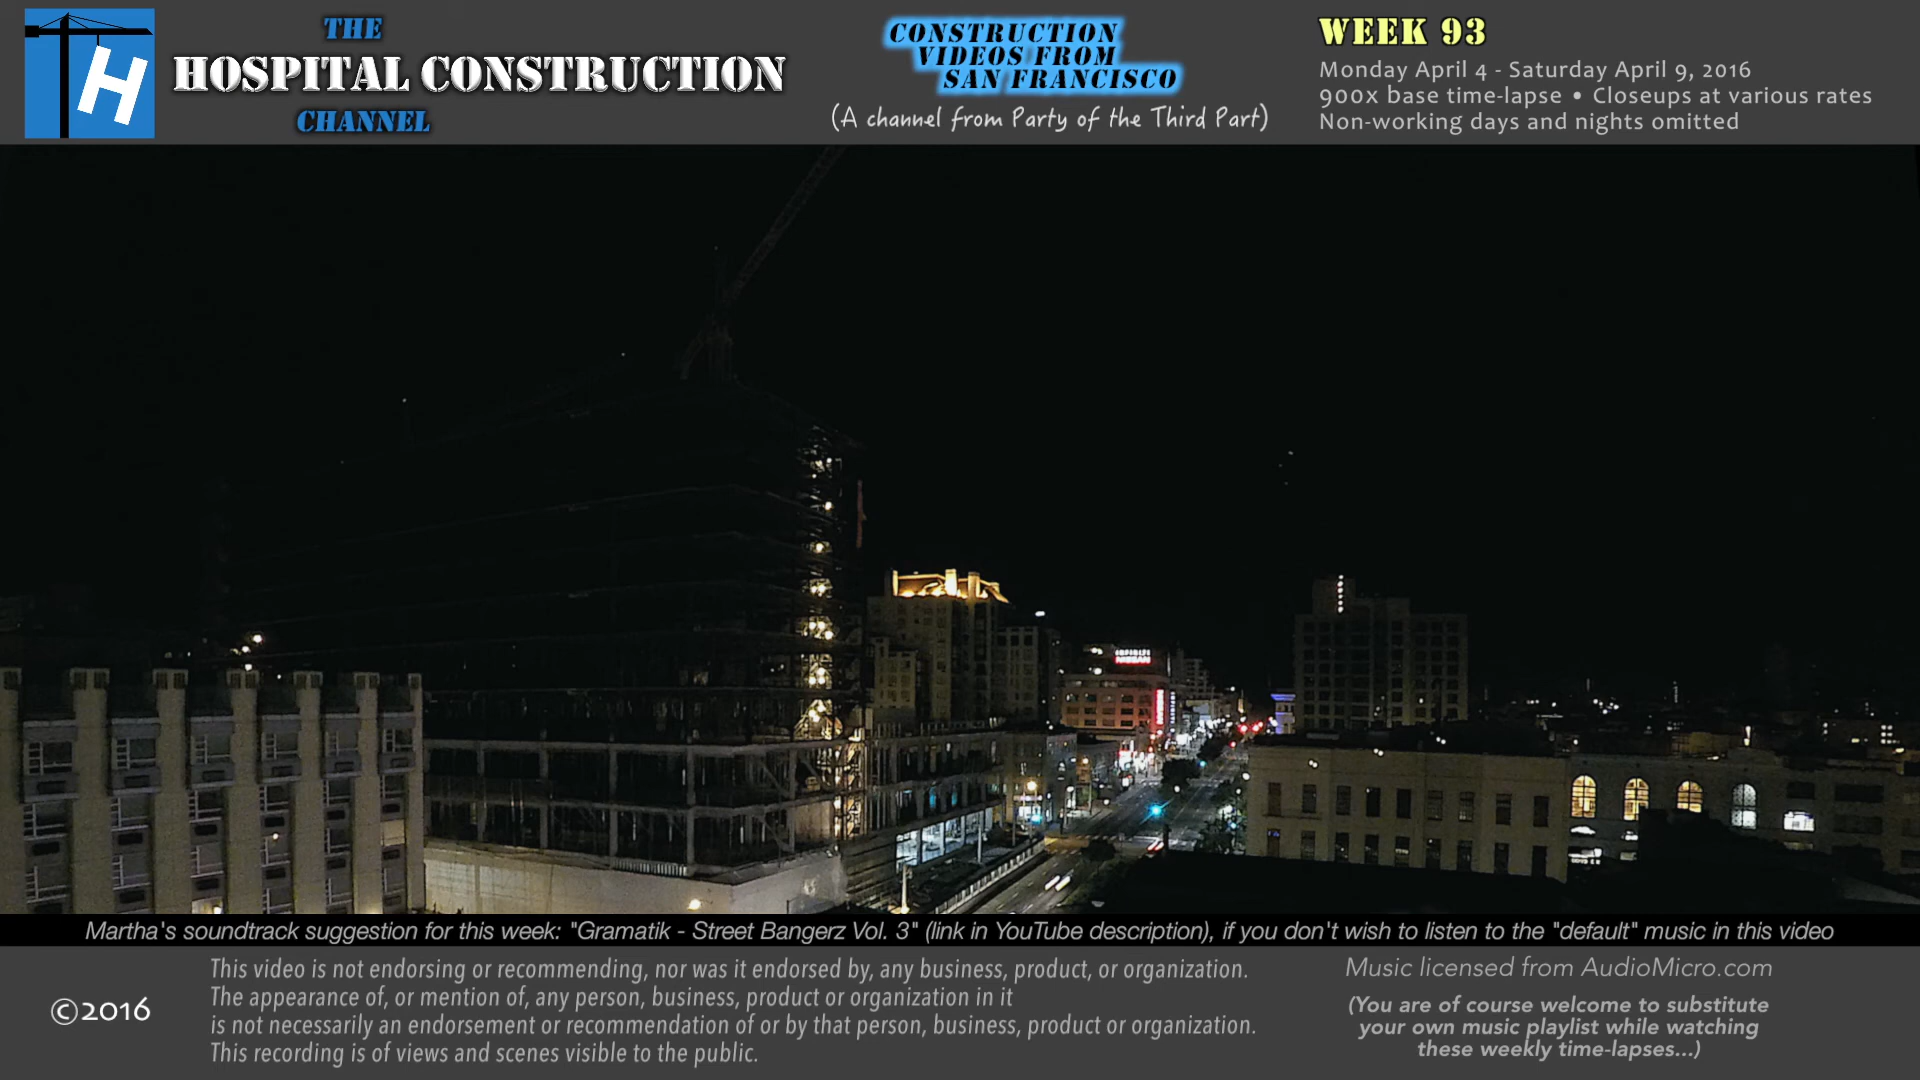 H
THE
HOSPITAL CONSTRUCTION
CHANNEL
CONSTRUCTION
VIDEOS FROM
SAN FRANCISCO
(A channel from Party of the Third Part)
WEEK 93
Monday April 4 - Saturday April 9, 2016
900x base time-lapse • Closeups at various rates
Non-working days and nights omitted
INFINITI
NISSAN
Martha's soundtrack suggestion for this week: "Gramatik - Street Bangerz Vol. 3" (link in YouTube description), if you don't wish to listen to the "default" music in this video
©2016
This video is not endorsing or recommending, nor was it endorsed by, any business, product, or organization.
The appearance of, or mention of, any person, business, product or organization in it
is not necessarily an endorsement or recommendation of or by that person, business, product or organization.
This recording is of views and scenes visible to the public.
Music licensed from AudioMicro.com
(You are of course welcome to substitute
your own music playlist while watching
these weekly time-lapses...)